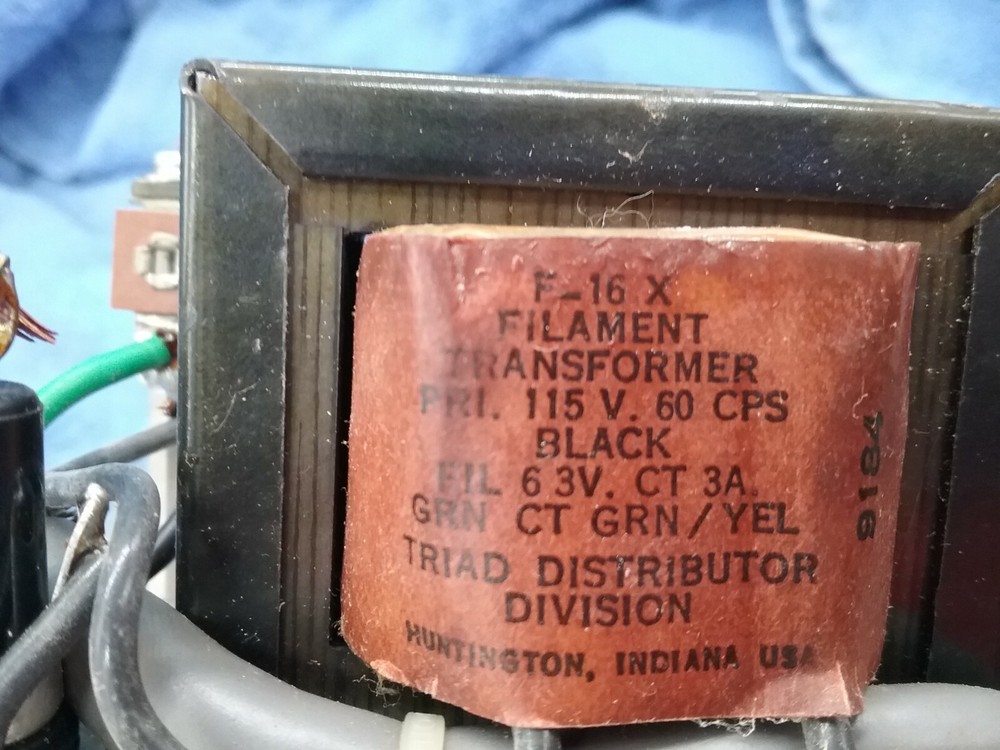 F-16 X
FILAMENT
TRANSFORMER
PRI. 115 V. 60 CPS
BLACK
FIL 6 3V. CT 3A.
GRN CT GRN/YEL
TRIAD DISTRIBUTOR
DIVISION
HUNTINGTON, INDIANA USA
9184